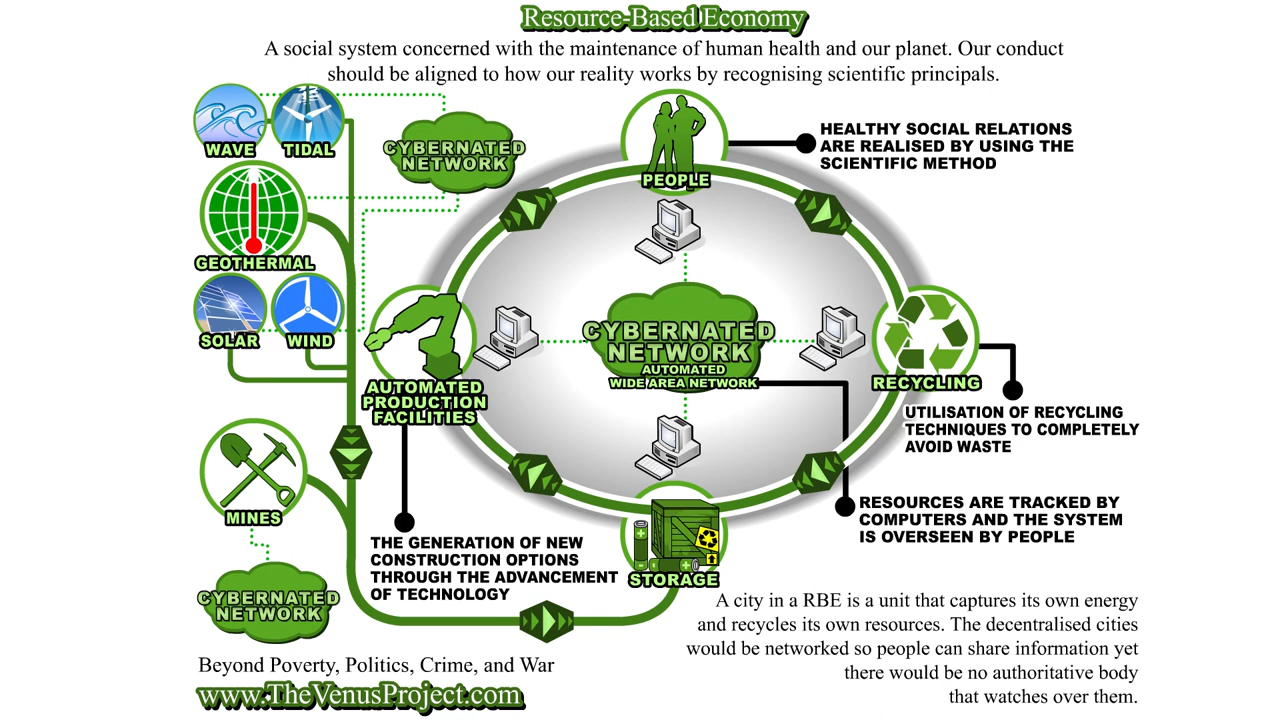 Resource-Based Economy
A social system concerned with the maintenance of human health and our planet. Our conduct
should be aligned to how our reality works by recognising scientific principals.
WAVE
TIDAL
CYBERNATED
NETWORK
GEOTHERMAL
SOLAR
WIND
PEOPLE
HEALTHY SOCIAL RELATIONS
ARE REALISED BY USING THE
SCIENTIFIC METHOD
CYBERNATED
NETWORK
AUTOMATED
WIDE AREA NETWORK
AUTOMATED
PRODUCTION
FACILITIES
RECYCLING
UTILISATION OF RECYCLING
TECHNIQUES TO COMPLETELY
AVOID WASTE
MINES
RESOURCES ARE TRACKED BY
COMPUTERS AND THE SYSTEM
IS OVERSEEN BY PEOPLE
THE GENERATION OF NEW
CONSTRUCTION OPTIONS
THROUGH THE ADVANCEMENT
OF TECHNOLOGY
STORAGE
CYBERNATED
NETWORK
A city in a RBE is a unit that captures its own energy
and recycles its own resources. The decentralised cities
would be networked so people can share information yet
there would be no authoritative body
that watches over them.
Beyond Poverty, Politics, Crime, and War
www.TheVenusProject.com